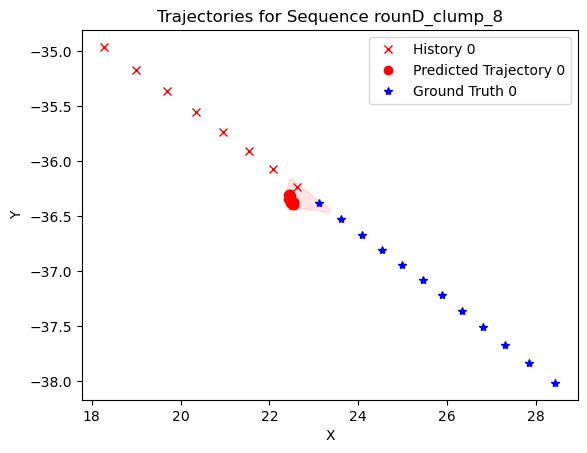 Trajectories for Sequence rounD_clump_8
History 0
Predicted Trajectory 0
Ground Truth 0
−35.0
−35.5
−36.0
−36.5
−37.0
−37.5
−38.0
Y
18
20
22
24
26
28
X